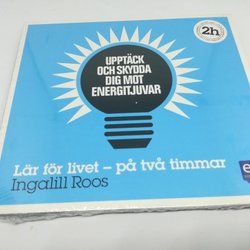 2h
UPPTÄCK
OCH SKYDDA
DIG MOT
ENERGITJUVAR
Lär för livet – på två timmar
Ingalill Roos